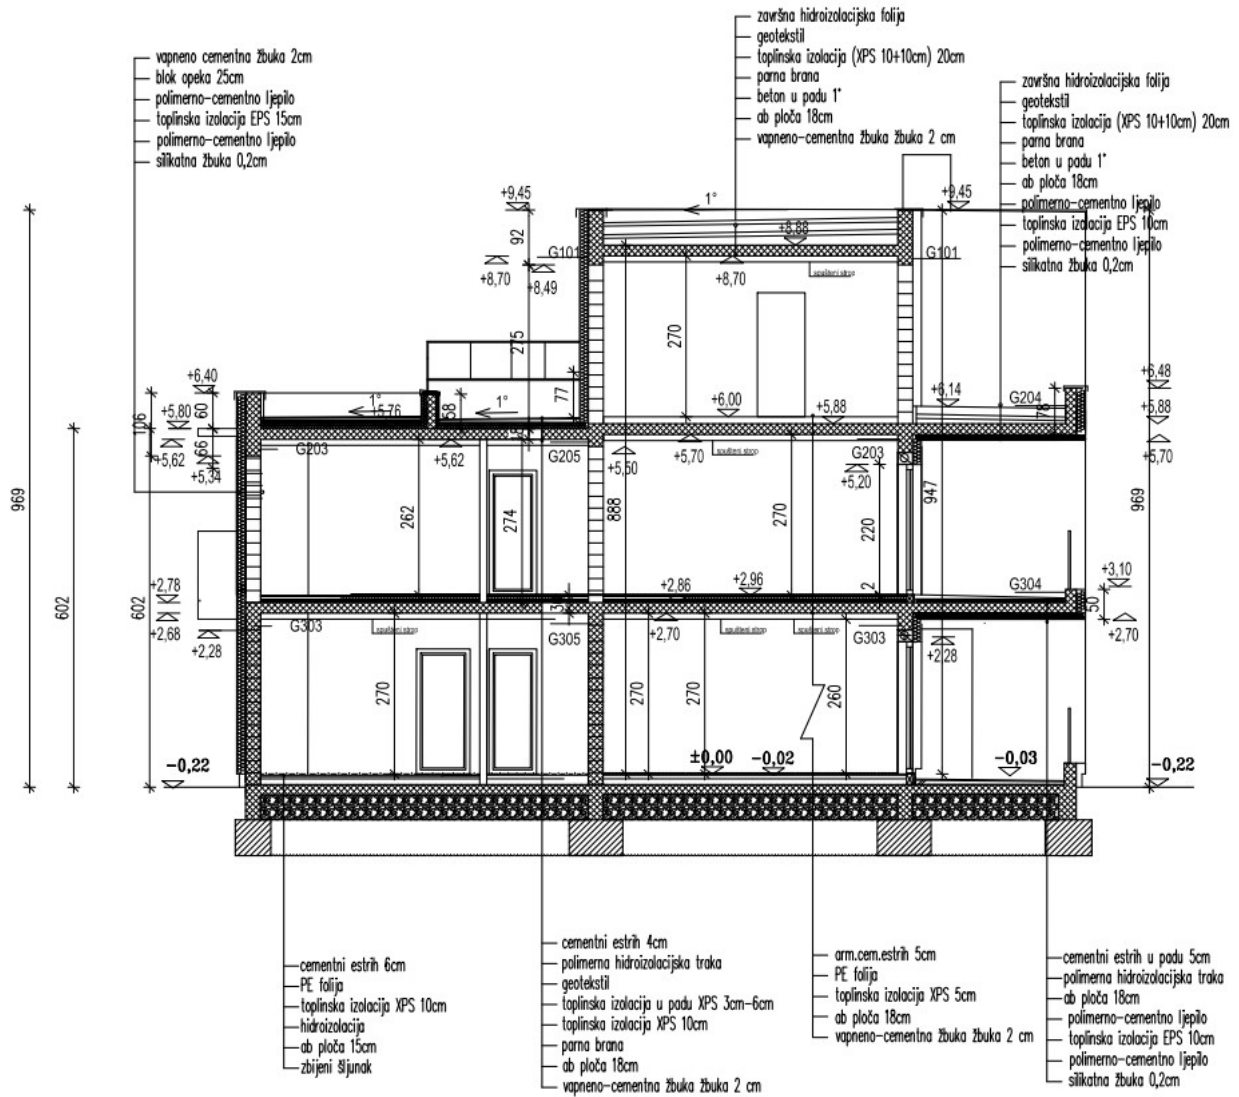 završna hidroizolacijska folija
geotekstil
toplinska izolacija (XPS 10+10cm) 20cm
parna brana
beton u padu 1°
ab ploča 18cm
vapneno-cementna žbuka žbuka 2 cm
vapneno cementna žbuka 2cm
blok opeka 25cm
polimerno-cementno ljepilo
toplinska izolacija EPS 15cm
polimerno-cementno ljepilo
silikatna žbuka 0,2cm
završna hidroizolacijska folija
geotekstil
toplinska izolacija (XPS 10+10cm) 20cm
parna brana
beton u padu 1°
ab ploča 18cm
polimerno-cementno ljepilo
toplinska izolacija EPS 10cm
polimerno-cementno ljepilo
silikatna žbuka 0,2cm
+9,45
1°
+9,45
92
+8,88
G101
G101
+8,70
+8,49
+8,70
spušteni strop
275
270
77
+6,40
1°
+5,76
58
1°
+6,00
+5,88
+6,14
G204
78
+6,48
+5,88
+5,70
106
+5,80
60
66
+5,62
+5,34
G203
+5,62
G205
+5,50
+5,70
spušteni strop
G203
+5,20
969
262
274
888
270
220
947
969
2
+2,78
602
602
+2,68
+2,28
+2,86
+2,96
G304
+3,10
50
+2,70
G303
spušteni strop
G305
+2,70
spušteni strop
spušteni strop
G303
+2,28
270
270
270
260
-0,22
±0,00
-0,02
-0,03
-0,22
cementni estrih 6cm
PE folija
toplinska izolacija XPS 10cm
hidroizolacija
ab ploča 15cm
zbijeni šljunak
cementni estrih 4cm
polimerna hidroizolacijska traka
geotekstil
toplinska izolacija u padu XPS 3cm-6cm
toplinska izolacija XPS 10cm
parna brana
ab ploča 18cm
vapneno-cementna žbuka žbuka 2 cm
arm.cem.estrih 5cm
PE folija
toplinska izolacija XPS 5cm
ab ploča 18cm
vapneno-cementna žbuka žbuka 2 cm
cementni estrih u padu 5cm
polimerna hidroizolacijska traka
ab ploča 18cm
polimerno-cementno ljepilo
toplinska izolacija EPS 10cm
polimerno-cementno ljepilo
silikatna žbuka 0,2cm